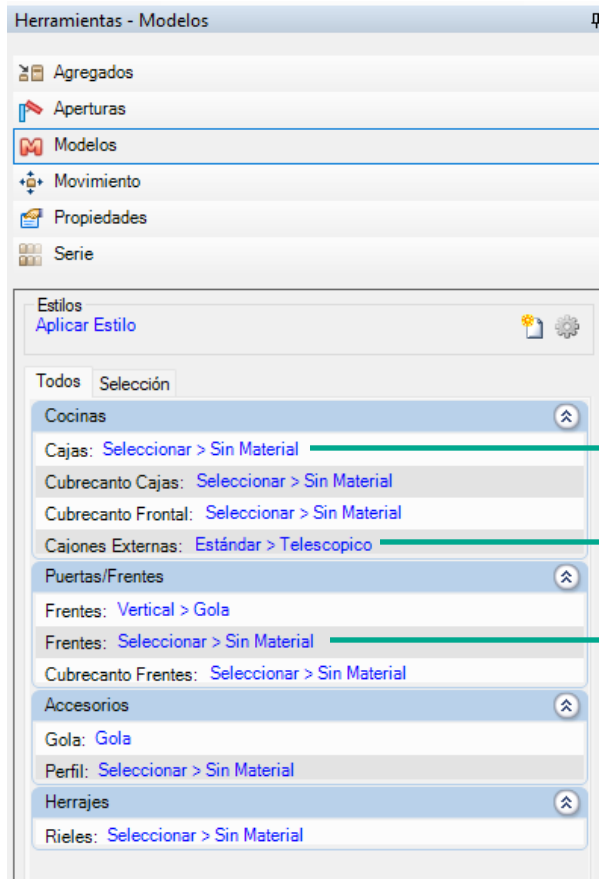 Herramientas - Modelos
Agregados
Aperturas
Modelos
Movimiento
Propiedades
Serie
Estilos
Aplicar Estilo
Todos Selección
Cocinas
Cajas: Seleccionar > Sin Material
Cubrecanto Cajas: Seleccionar > Sin Material
Cubrecanto Frontal: Seleccionar > Sin Material
Cajones Externas: Estándar > Telescopico
Puertas/Frentes
Frentes: Vertical > Gola
Frentes: Seleccionar > Sin Material
Cubrecanto Frentes: Seleccionar > Sin Material
Accesorios
Gola: Gola
Perfil: Seleccionar > Sin Material
Herrajes
Rieles: Seleccionar > Sin Material